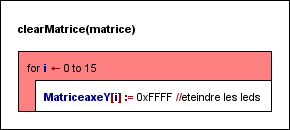 clearMatrice(matrice)
for i ← 0 to 15
MatriceaxeY[i] := 0xFFFF //eteindre les leds